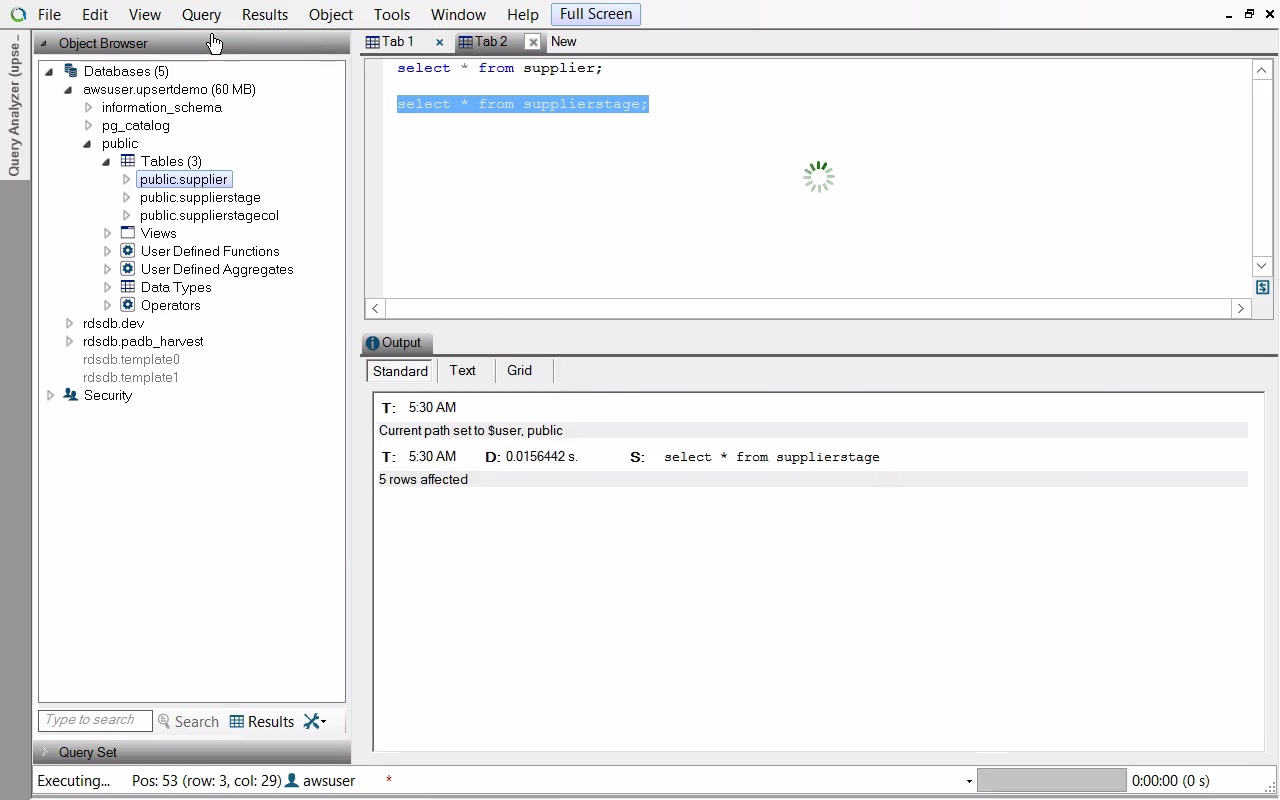 File Edit View Query Results Object Tools Window Help Full Screen
Query Analyzer (upse...
Object Browser
Databases (5)
awsuser.upsertdemo (60 MB)
information_schema
pg_catalog
public
Tables (3)
public.supplier
public.supplierstage
public.supplierstagecol
Views
User Defined Functions
User Defined Aggregates
Data Types
Operators
rdsdb.dev
rdsdb.padb_harvest
rdsdb.template0
rdsdb.template1
Security
Type to search Search Results
Query Set
Tab 1 Tab 2 New
select * from supplier;
select * from supplierstage;
Output
Standard Text Grid
T: 5:30 AM
Current path set to $user, public
T: 5:30 AM D: 0.0156442 s. S: select * from supplierstage
5 rows affected
Executing... Pos: 53 (row: 3, col: 29) awsuser * 0:00:00 (0 s)